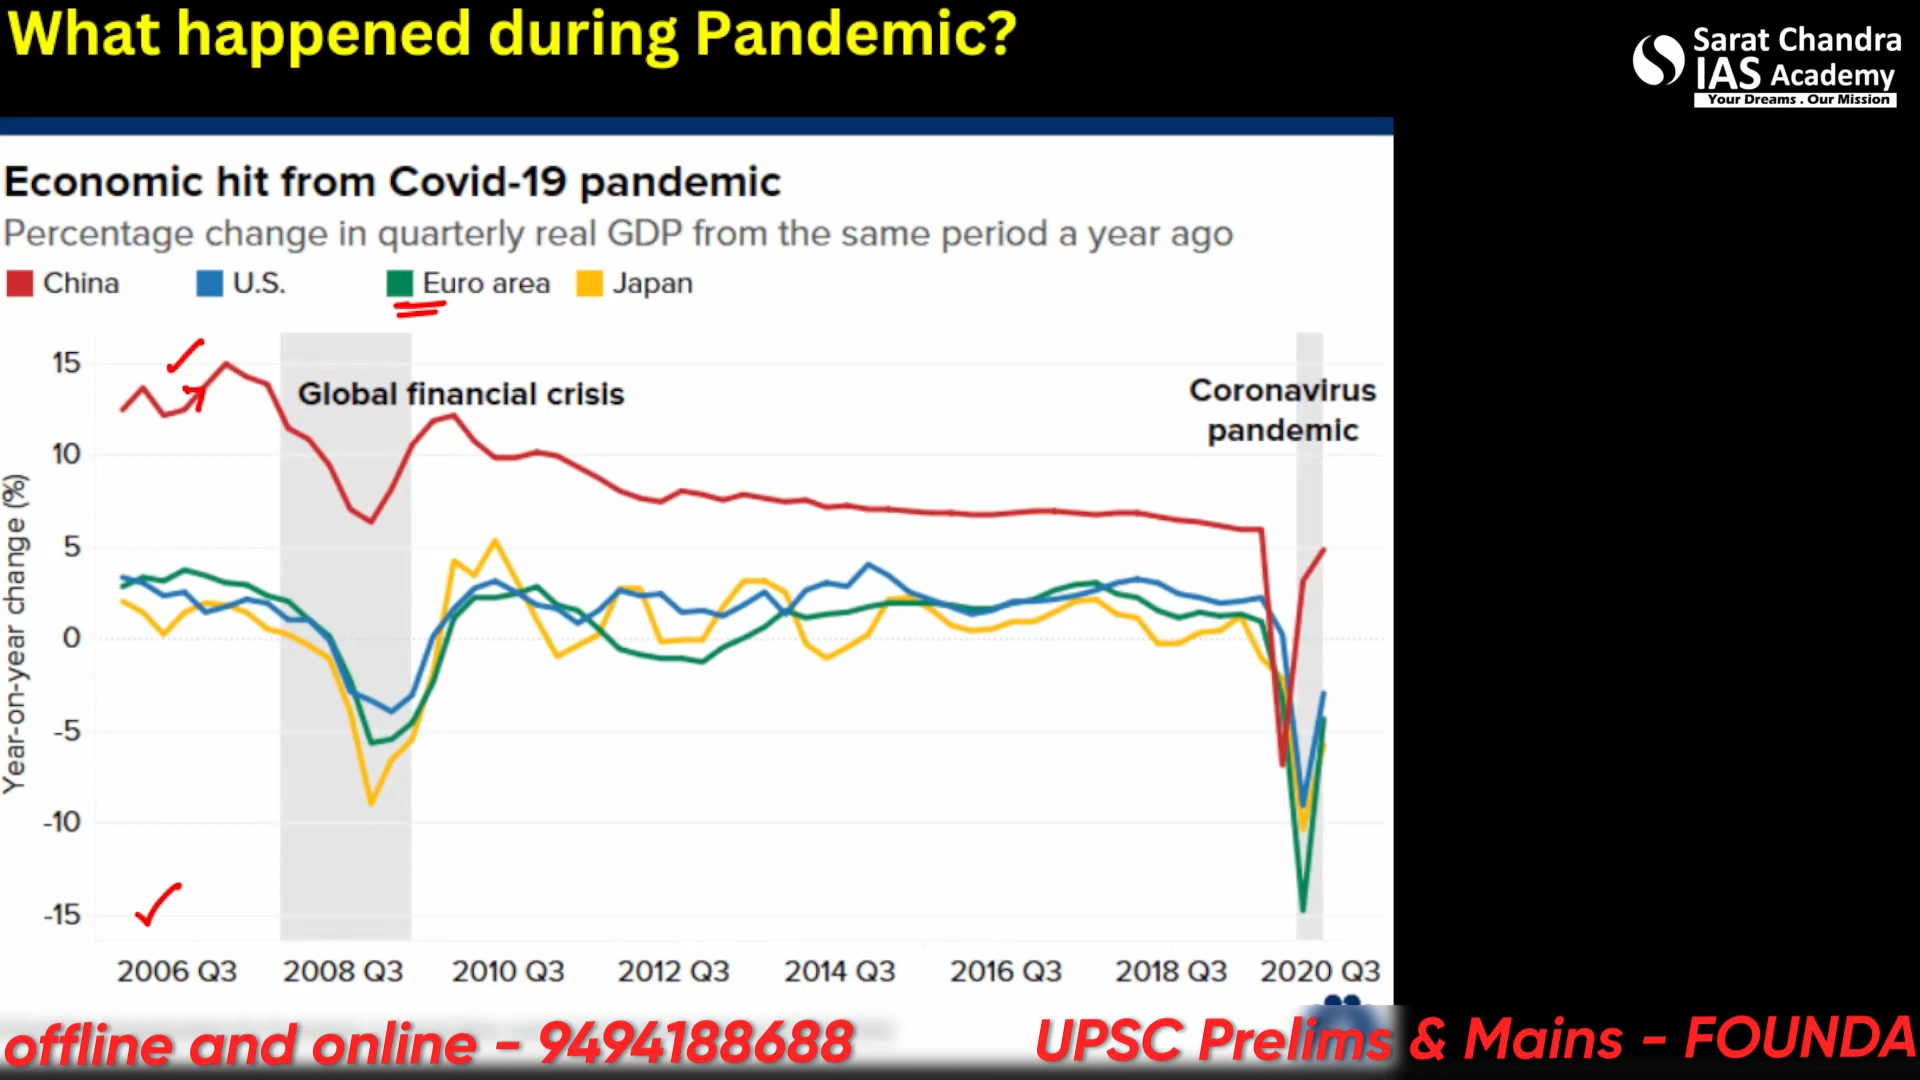 What happened during Pandemic?
Sarat Chandra
IAS Academy
Your Dreams . Our Mission
Economic hit from Covid-19 pandemic
Percentage change in quarterly real GDP from the same period a year ago
China U.S. Euro area Japan
Year-on-year change (%)
15
10
5
0
-5
-10
-15
Global financial crisis
Coronavirus
pandemic
2006 Q3 2008 Q3 2010 Q3 2012 Q3 2014 Q3 2016 Q3 2018 Q3 2020 Q3
offline and online - 9494188688 UPSC Prelims & Mains - FOUNDA